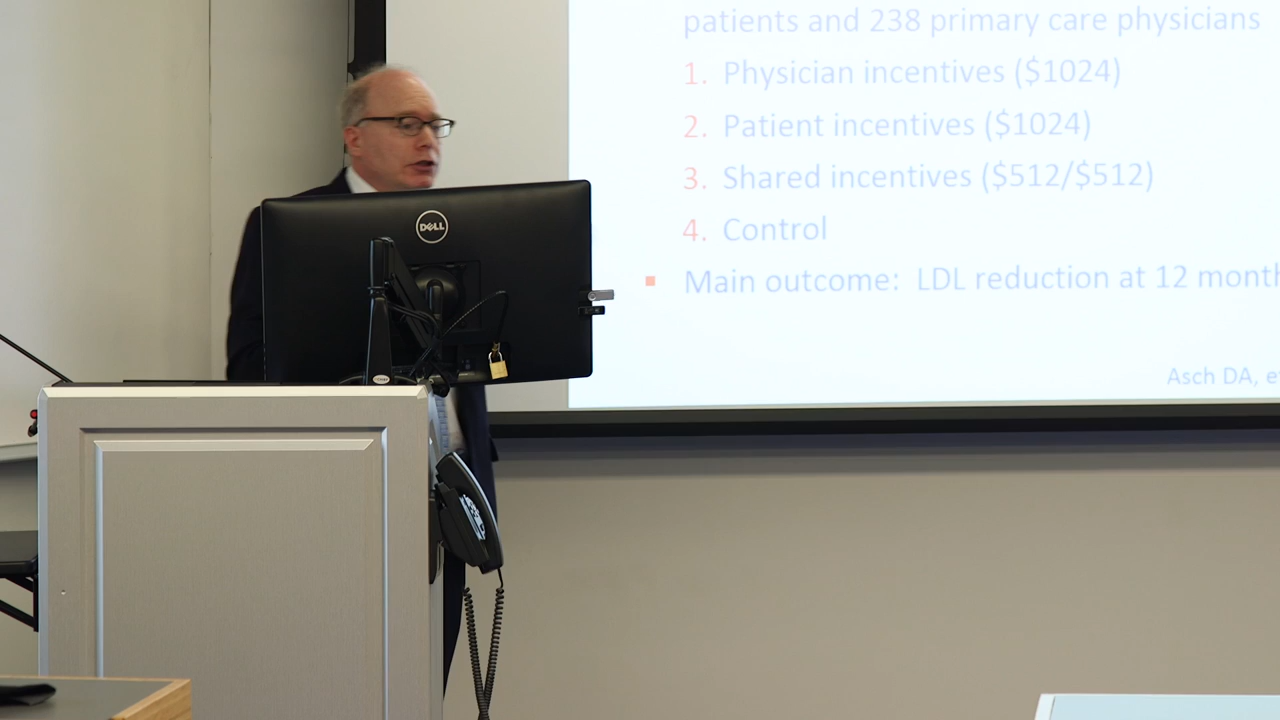 patients and 238 primary care physicians
1. Physician incentives ($1024)
2. Patient incentives ($1024)
3. Shared incentives ($512/$512)
4. Control
▪ Main outcome: LDL reduction at 12 month
Asch DA, e
DELL